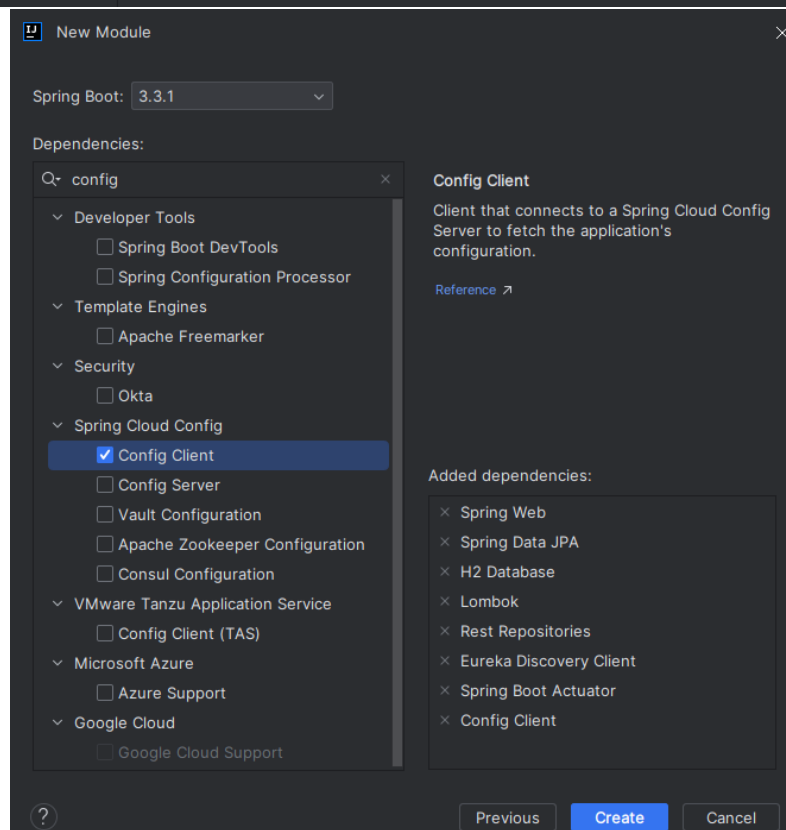 IJ New Module
Spring Boot: 3.3.1
Dependencies:
config
Developer Tools
Spring Boot DevTools
Spring Configuration Processor
Template Engines
Apache Freemarker
Security
Okta
Spring Cloud Config
Config Client
Config Server
Vault Configuration
Apache Zookeeper Configuration
Consul Configuration
VMware Tanzu Application Service
Config Client (TAS)
Microsoft Azure
Azure Support
Google Cloud
Google Cloud Support
Config Client
Client that connects to a Spring Cloud Config
Server to fetch the application's
configuration.
Reference ↗
Added dependencies:
Spring Web
Spring Data JPA
H2 Database
Lombok
Rest Repositories
Eureka Discovery Client
Spring Boot Actuator
Config Client
? Previous Create Cancel